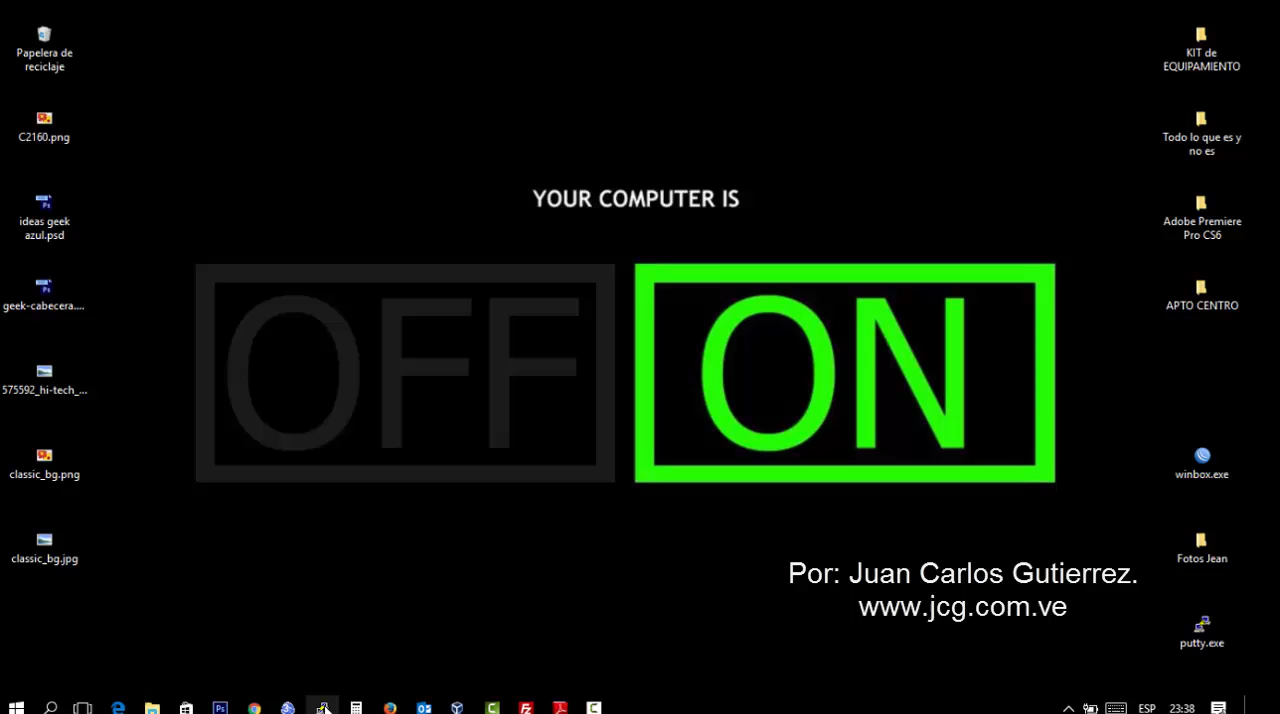 Papelera de
reciclaje
C2160.png
ideas geek
azul.psd
geek-cabecera....
575592_hi-tech_...
classic_bg.png
classic_bg.jpg
YOUR COMPUTER IS
OFF
ON
Por: Juan Carlos Gutierrez.
www.jcg.com.ve
KIT de
EQUIPAMIENTO
Todo lo que es y
no es
Adobe Premiere
Pro CS6
APTO CENTRO
winbox.exe
Fotos Jean
putty.exe
Ps
ESP
23:38